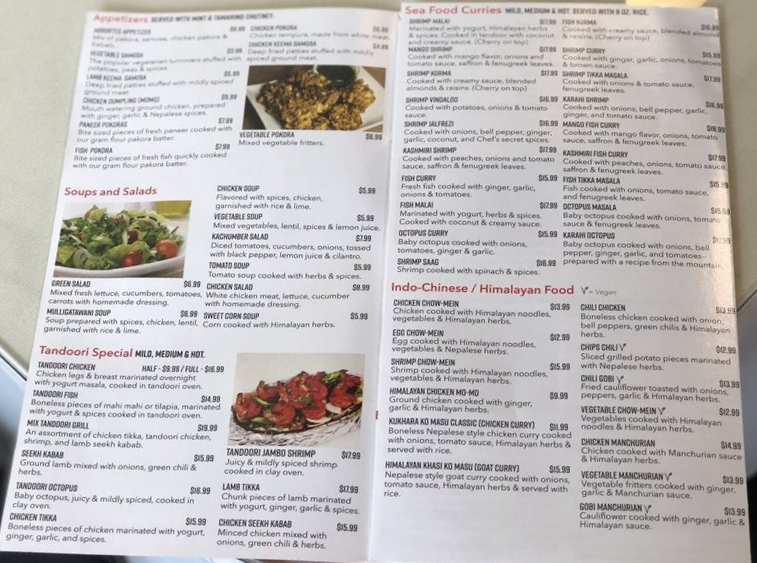 Appetizers SERVED WITH MINT & TAMARIND CHUTNEY.
ASSORTED APPETIZER $9.99
Mix of pakora, samosa, chicken pakora &
kabab.
VEGETABLE SAMOSA $3.99
The popular vegetarian turnovers stuffed with
potatoes, peas & spices.
LAMB KEEMA SAMOSA $5.99
Deep fried patties stuffed with mildly spiced
ground meat.
CHICKEN DUMPLING (MOMO) $9.99
Mouth watering ground chicken, prepared
with ginger, garlic & Nepalese spices.
PANEER POKORAS $7.99
Bite sized pieces of fresh paneer cooked with
our gram flour pakora batter.
FISH POKORA $7.99
Bite sized pieces of fresh fish quickly cooked
with our gram flour pakora batter.
CHICKEN POKORA
Chicken tempura, made from white meat.
CHICKEN KEEMA SAMOSA $4.99
Deep fried patties stuffed with mildly
spiced ground meat.
VEGETABLE POKORA $6.99
Mixed vegetable fritters.
Soups and Salads
GREEN SALAD $6.99
Mixed fresh lettuce, cucumbers, tomatoes,
carrots with homemade dressing.
MULLIGATAWANI SOUP $6.99
Soup prepared with spices, chicken, lentil,
garnished with rice & lime.
CHICKEN SOUP $5.99
Flavored with spices, chicken,
garnished with rice & lime.
VEGETABLE SOUP $5.99
Mixed vegetables, lentil, spices & lemon juice.
KACHUMBER SALAD $7.99
Diced tomatoes, cucumbers, onions, tossed
with black pepper, lemon juice & cilantro.
TOMATO SOUP $5.99
Tomato soup cooked with herbs & spices.
CHICKEN SALAD $8.99
White chicken meat, lettuce, cucumber
with homemade dressing.
SWEET CORN SOUP $5.99
Corn cooked with Himalayan herbs.
Tandoori Special MILD, MEDIUM & HOT.
TANDOORI CHICKEN HALF - $9.99 / FULL - $16.99
Chicken legs & breast marinated overnight
with yogurt masala, cooked in tandoori oven.
TANDOORI FISH $14.99
Boneless pieces of mahi mahi or tilapia, marinated
with yogurt & spices cooked in tandoori oven.
MIX TANDOORI GRILL $19.99
An assortment of chicken tikka, tandoori chicken,
shrimp, and lamb seekh kabab.
SEEKH KABAB $15.99
Ground lamb mixed with onions, green chili &
herbs.
TANDOORI OCTOPUS $16.99
Baby octopus, juicy & mildly spiced, cooked in
clay oven.
CHICKEN TIKKA $15.99
Boneless pieces of chicken marinated with yogurt,
ginger, garlic, and spices.
TANDOORI JAMBO SHRIMP $17.99
Juicy & mildly spiced shrimp
cooked in clay oven.
LAMB TIKKA $17.99
Chunk pieces of lamb marinated
with yogurt, ginger, garlic & spices.
CHICKEN SEEKH KABAB $15.99
Minced chicken mixed with
onions, green chili & herbs.
Sea Food Curries MILD, MEDIUM & HOT. SERVED WITH 8 OZ. RICE.
SHRIMP MALAI $17.99
Marinated with yogurt, Himalayan herbs
& spices. Cooked in tandoor with coconut
and creamy sauce. (Cherry on top)
MANGO SHRIMP $17.99
Cooked with mango flavor, onions and
tomato sauce, saffron & fenugreek leaves.
SHRIMP KORMA $17.99
Cooked with creamy sauce, blended
almonds & raisins. (Cherry on top)
SHRIMP VINDALOO $16.99
Cooked with potatoes, onions & tomato
sauce.
SHRIMP JALFREZI $16.99
Cooked with onions, bell pepper, ginger,
garlic, coconut, and Chef's secret spices.
KASHMIRI SHRIMP $17.99
Cooked with peaches, onions and tomato
sauce, saffron & fenugreek leaves.
FISH CURRY $15.99
Fresh fish cooked with ginger, garlic,
onions & tomatoes.
FISH MALAI $17.99
Marinated with yogurt, herbs & spices.
Cooked with coconut & creamy sauce.
OCTOPUS CURRY $15.99
Baby octopus cooked with onions,
tomatoes, ginger & garlic.
SHRIMP SAAG $16.99
Shrimp cooked with spinach & spices.
FISH KORMA
Cooked with creamy sauce, blended almond
& raisins. (Cherry on top)
SHRIMP CURRY $15.99
Cooked with ginger, garlic, onions, tomatoes
& brown sauce.
SHRIMP TIKKA MASALA $17.99
Cooked with onions & tomato sauce,
fenugreek leaves.
KARAHI SHRIMP $16.99
Cooked with onions, bell pepper, garlic,
ginger, and tomato sauce.
MANGO FISH CURRY
Cooked with mango flavor, onions, tomato
sauce, saffron & fenugreek leaves.
KASHMIRI FISH CURRY $17.99
Cooked with peaches, onions, tomato sauce,
saffron & fenugreek leaves.
FISH TIKKA MASALA
Fish cooked with onions, tomato sauce,
and fenugreek leaves.
OCTOPUS MASALA
Baby octopus cooked with onions, tomato
sauce & fenugreek leaves.
KARAHI OCTOPUS
Baby octopus cooked with onions, bell
pepper, ginger, garlic, and tomatoes-
prepared with a recipe from the mountain.
Indo-Chinese / Himalayan Food = Vegan
CHICKEN CHOW-MEIN $13.99
Chicken cooked with Himalayan noodles,
vegetables & Himalayan herbs.
EGG CHOW-MEIN $12.99
Egg cooked with Himalayan noodles,
vegetables & Nepalese herbs.
SHRIMP CHOW-MEIN $15.99
Shrimp cooked with Himalayan noodles,
vegetables & Himalayan herbs.
HIMALAYAN CHICKEN MO-MO $9.99
Ground chicken cooked with ginger,
garlic & Himalayan herbs.
KUKHARA KO MASU CLASSIC (CHICKEN CURRY) $11.99
Boneless Nepalese style chicken curry cooked
with onions, tomato sauce, Himalayan herbs &
served with rice.
HIMALAYAN KHASI KO MASU (GOAT CURRY) $15.99
Nepalese style goat curry cooked with onions,
tomato sauce, Himalayan herbs & served with
rice.
CHILI CHICKEN $13.99
Boneless chicken cooked with onion,
bell peppers, green chilis & Himalayan
herbs.
CHIPS CHILI $12.99
Sliced grilled potato pieces marinated
with Nepalese herbs.
CHILI GOBI $13.99
Fried cauliflower toasted with onions,
peppers, garlic & Himalayan herbs.
VEGETABLE CHOW-MEIN $12.99
Vegetables cooked with Himalayan
noodles & Himalayan herbs.
CHICKEN MANCHURIAN $14.99
Chicken cooked with Manchurian sauce
& Himalayan herbs.
VEGETABLE MANCHURIAN $13.99
Vegetable fritters cooked with ginger,
garlic & Manchurian sauce.
GOBI MANCHURIAN $13.99
Cauliflower cooked with ginger, garlic &
Himalayan sauce.